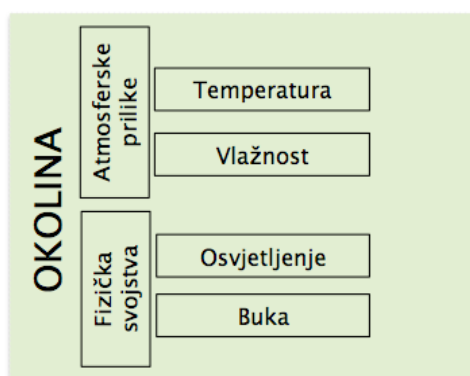 OKOLINA
Atmosferske
prilike
Temperatura
Vlažnost
Fizička
svojstva
Osvjetljenje
Buka